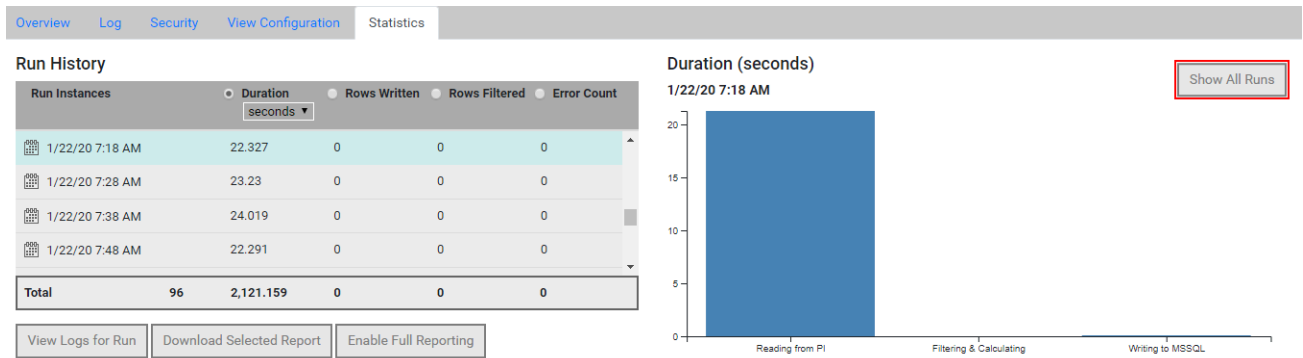 Overview Log Security View Configuration Statistics
Run History
Run Instances Duration Rows Written Rows Filtered Error Count
seconds
1/22/20 7:18 AM 22.327 0 0 0
1/22/20 7:28 AM 23.23 0 0 0
1/22/20 7:38 AM 24.019 0 0 0
1/22/20 7:48 AM 22.291 0 0 0
Total 96 2,121.159 0 0 0
View Logs for Run Download Selected Report Enable Full Reporting
Duration (seconds)
Show All Runs
1/22/20 7:18 AM
20
15
10
5
0
Reading from PI Filtering & Calculating Writing to MSSQL